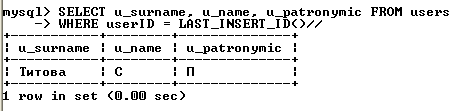 mysql> SELECT u_surname, u_name, u_patronymic FROM users
    -> WHERE userID = LAST_INSERT_ID()//
+-----------+--------+--------------+
| u_surname | u_name | u_patronymic |
+-----------+--------+--------------+
| Титова    | С      | П            |
+-----------+--------+--------------+
1 row in set (0.00 sec)